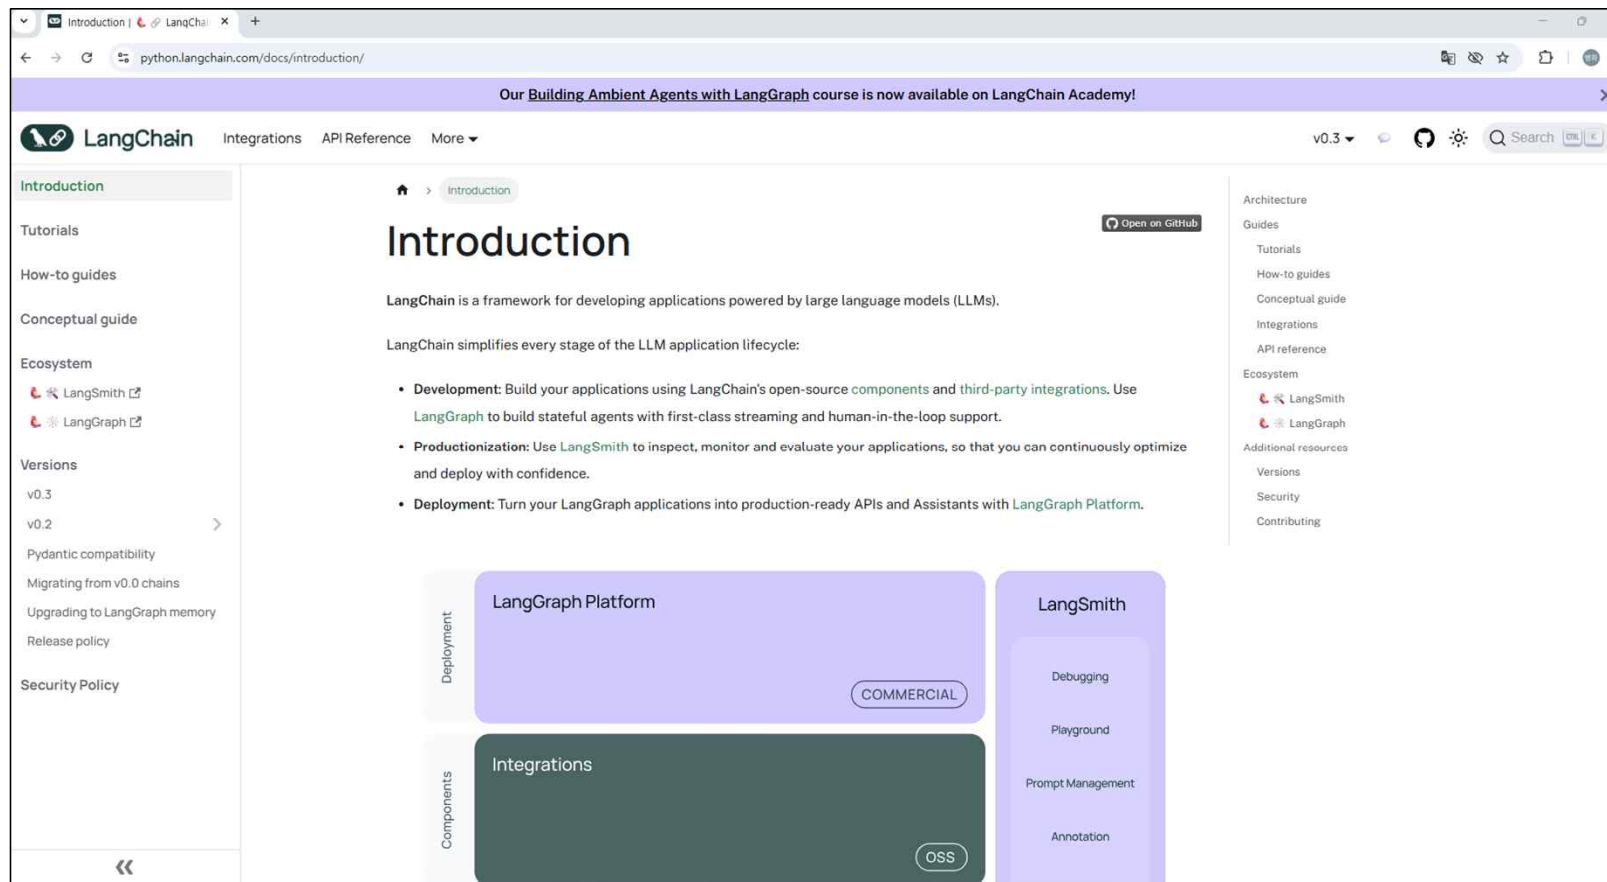 Introduction | LangChai
python.langchain.com/docs/introduction/
Our Building Ambient Agents with LangGraph course is now available on LangChain Academy!
LangChain Integrations API Reference More v0.3 Search CTRL K
Introduction
Tutorials
How-to guides
Conceptual guide
Ecosystem
LangSmith
LangGraph
Versions
v0.3
v0.2
Pydantic compatibility
Migrating from v0.0 chains
Upgrading to LangGraph memory
Release policy
Security Policy
Introduction
Open on GitHub
Introduction
LangChain is a framework for developing applications powered by large language models (LLMs).
LangChain simplifies every stage of the LLM application lifecycle:
• Development: Build your applications using LangChain's open-source components and third-party integrations. Use
LangGraph to build stateful agents with first-class streaming and human-in-the-loop support.
• Productionization: Use LangSmith to inspect, monitor and evaluate your applications, so that you can continuously optimize
and deploy with confidence.
• Deployment: Turn your LangGraph applications into production-ready APIs and Assistants with LangGraph Platform.
Deployment
LangGraph Platform
COMMERCIAL
Components
Integrations
OSS
LangSmith
Debugging
Playground
Prompt Management
Annotation
Architecture
Guides
Tutorials
How-to guides
Conceptual guide
Integrations
API reference
Ecosystem
LangSmith
LangGraph
Additional resources
Versions
Security
Contributing